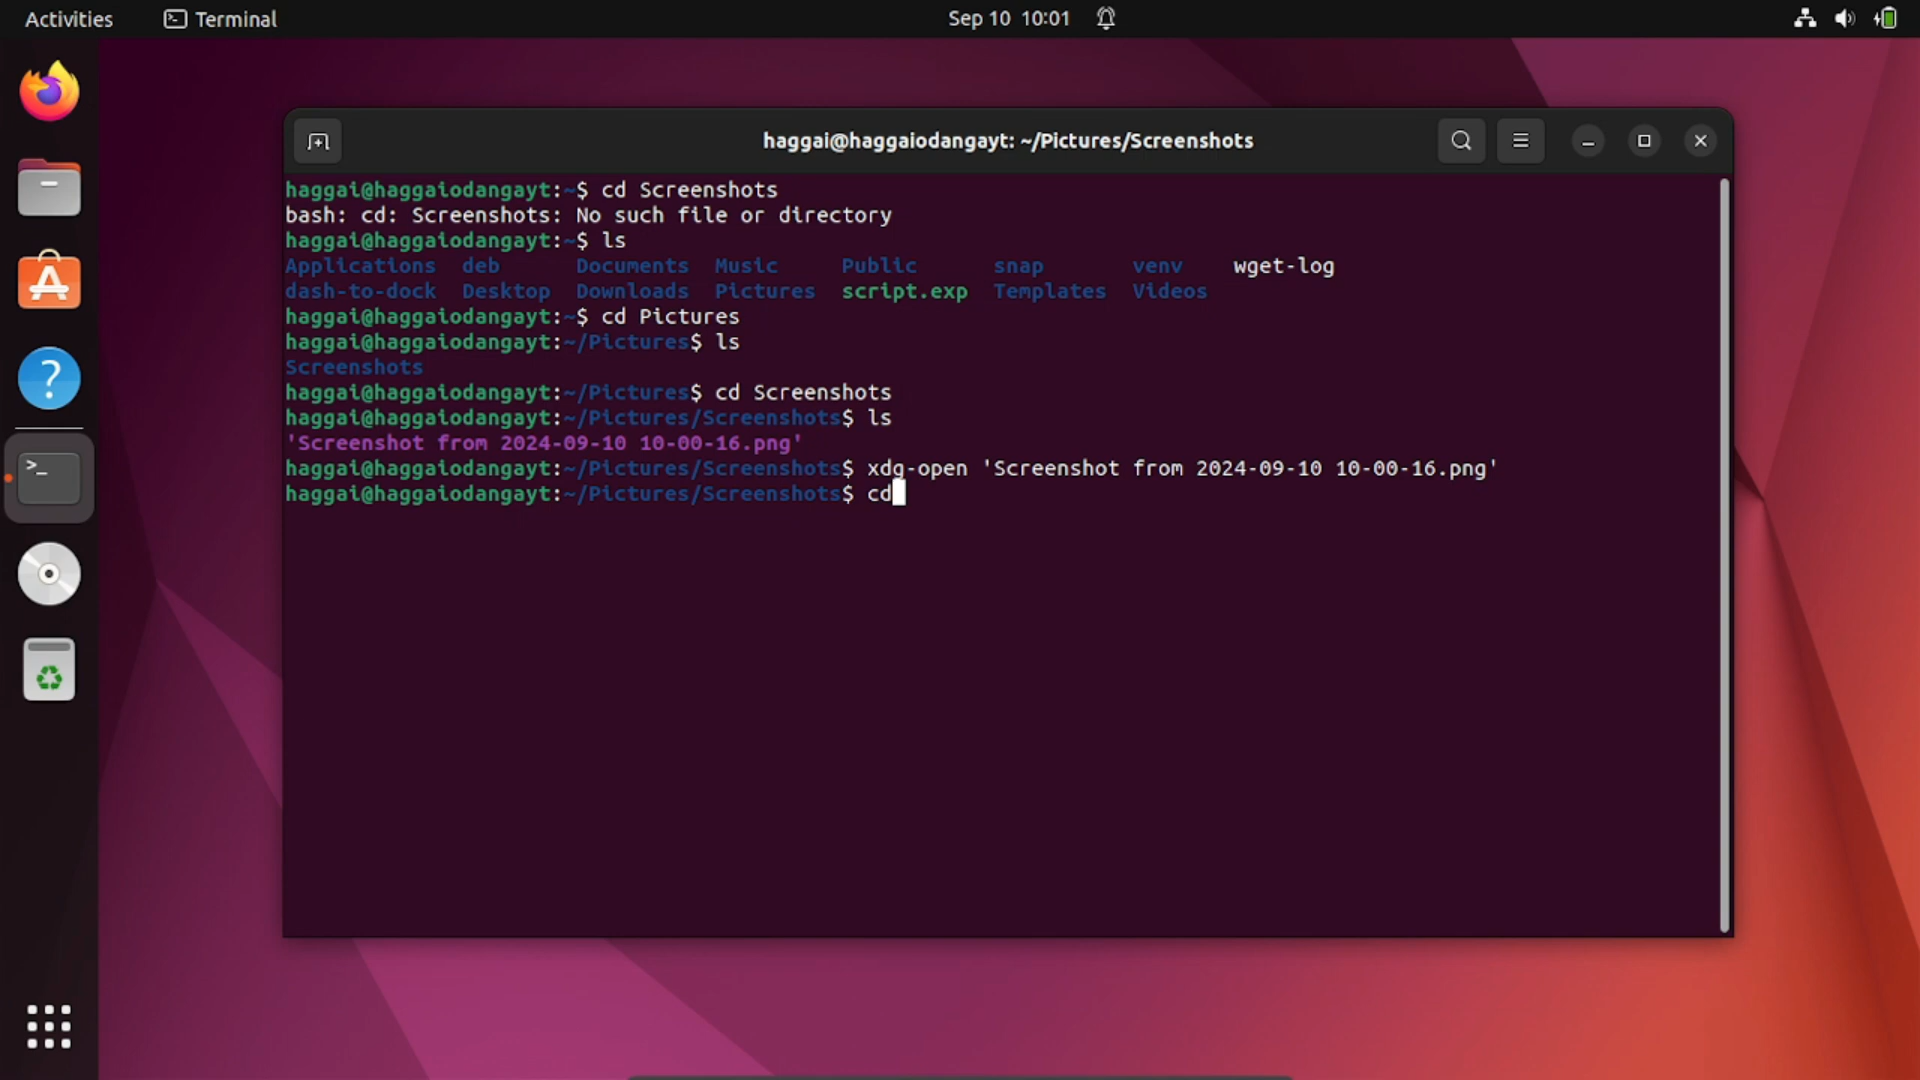 Activities Terminal Sep 10 10:01
haggai@haggaiodangayt: ~/Pictures/Screenshots
haggai@haggaiodangayt:~$ cd Screenshots
bash: cd: Screenshots: No such file or directory
haggai@haggaiodangayt:~$ ls
Applications deb Documents Music Public snap venv wget-log
dash-to-dock Desktop Downloads Pictures script.exp Templates Videos
haggai@haggaiodangayt:~$ cd Pictures
haggai@haggaiodangayt:~/Pictures$ ls
Screenshots
haggai@haggaiodangayt:~/Pictures$ cd Screenshots
haggai@haggaiodangayt:~/Pictures/Screenshots$ ls
'Screenshot from 2024-09-10 10-00-16.png'
haggai@haggaiodangayt:~/Pictures/Screenshots$ xdg-open 'Screenshot from 2024-09-10 10-00-16.png'
haggai@haggaiodangayt:~/Pictures/Screenshots$ cd